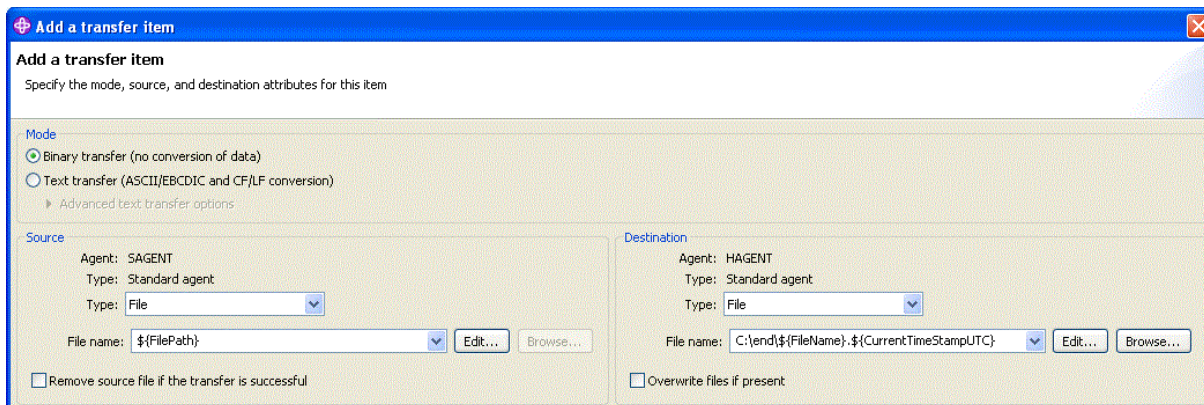 Add a transfer item
Add a transfer item
Specify the mode, source, and destination attributes for this item
Mode
Binary transfer (no conversion of data)
Text transfer (ASCII/EBCDIC and CF/LF conversion)
Advanced text transfer options
Source
Agent: SAGENT
Type: Standard agent
Type: File
File name: ${FilePath} Edit... Browse...
Remove source file if the transfer is successful
Destination
Agent: HAGENT
Type: Standard agent
Type: File
File name: C:\end\${FileName}.${CurrentTimeStampUTC} Edit... Browse...
Overwrite files if present